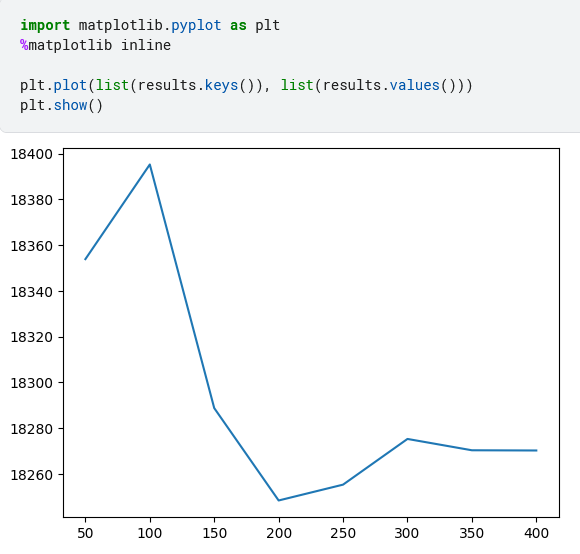 import matplotlib.pyplot as plt
%matplotlib inline
plt.plot(list(results.keys()), list(results.values()))
plt.show()
18400
18380
18360
18340
18320
18300
18280
18260
50 100 150 200 250 300 350 400